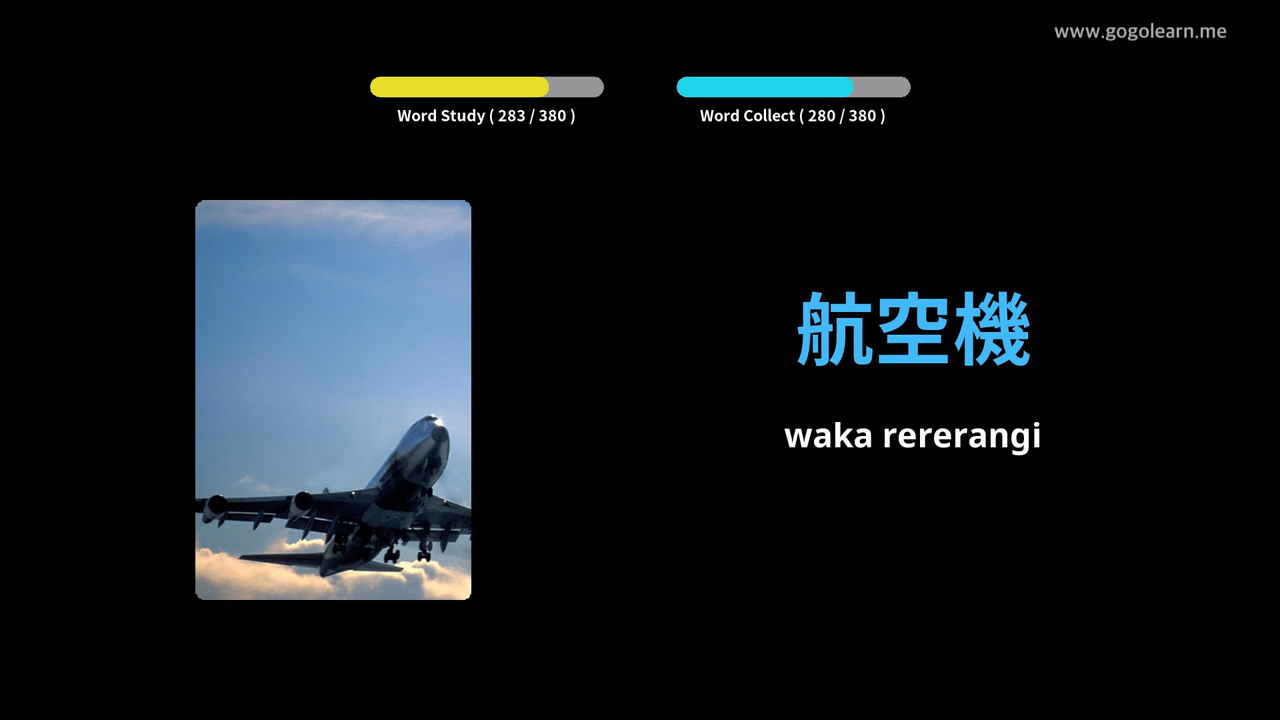 www.gogolearn.me
Word Study ( 283 / 380 )
Word Collect ( 280 / 380 )
航空機
waka rererangi